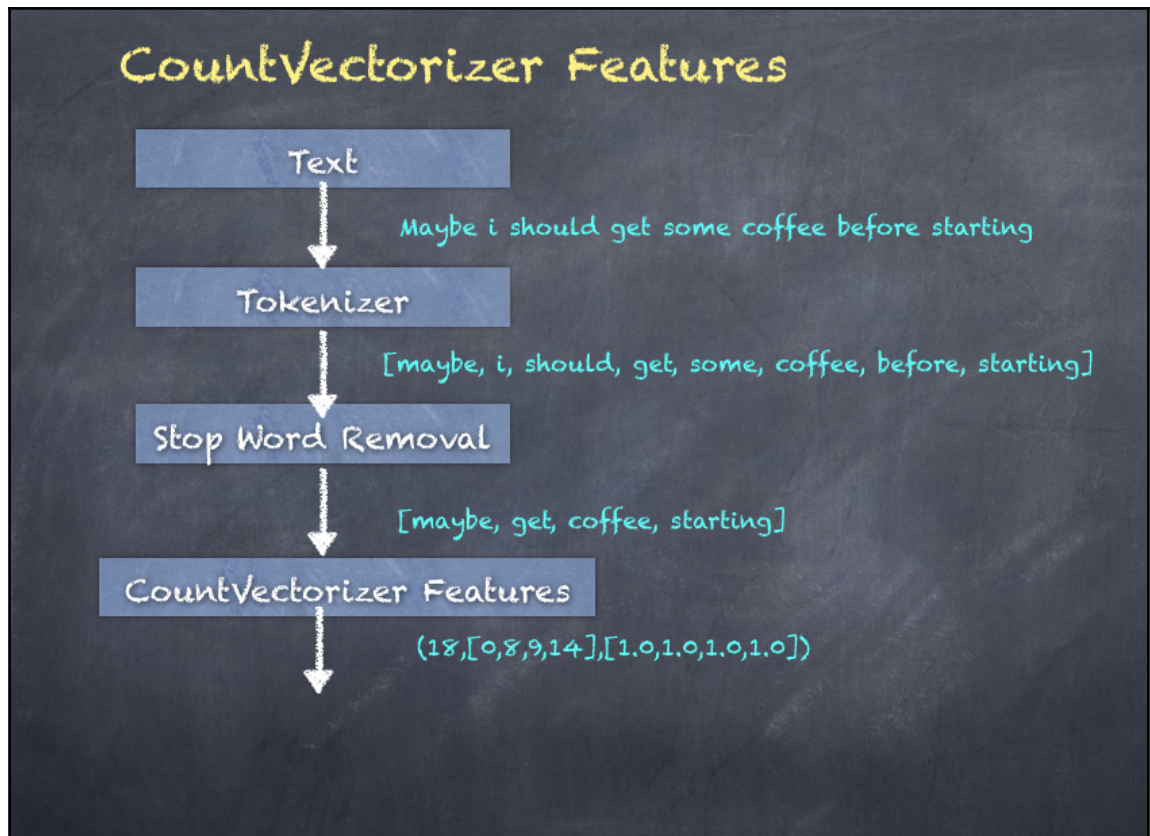 CountVectorizer Features
Text
Maybe i should get some coffee before starting
Tokenizer
[maybe, i, should, get, some, coffee, before, starting]
Stop Word Removal
[maybe, get, coffee, starting]
CountVectorizer Features
(18,[0,8,9,14],[1.0,1.0,1.0,1.0])